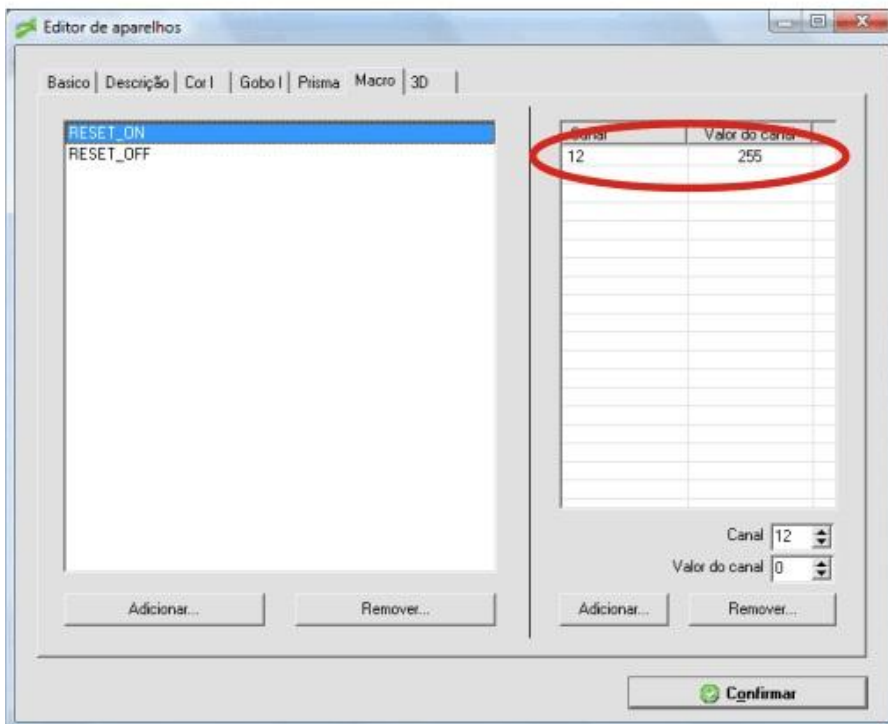 Editor de aparelhos
Basico Descrição Cor I Gobo I Prisma Macro 3D
RESET_ON
RESET_OFF
Canal Valor do canal
12 255
Canal 12
Valor do canal 0
Adicionar... Remover... Adicionar... Remover...
Confirmar